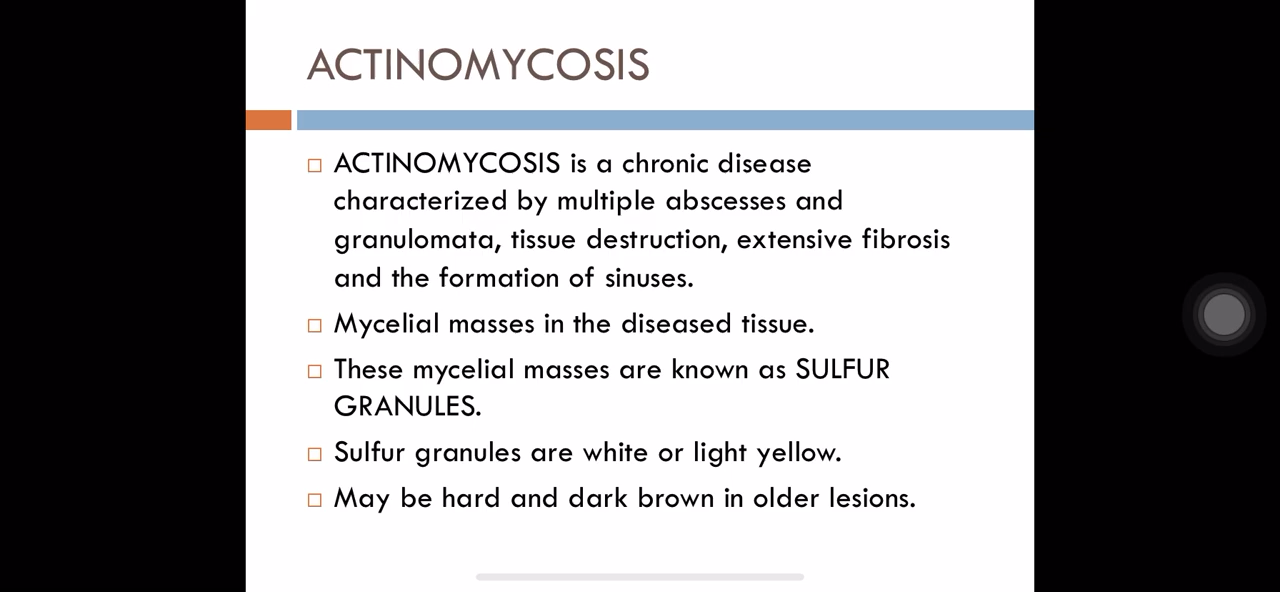 ACTINOMYCOSIS
ACTINOMYCOSIS is a chronic disease
characterized by multiple abscesses and
granulomata, tissue destruction, extensive fibrosis
and the formation of sinuses.
Mycelial masses in the diseased tissue.
These mycelial masses are known as SULFUR
GRANULES.
Sulfur granules are white or light yellow.
May be hard and dark brown in older lesions.